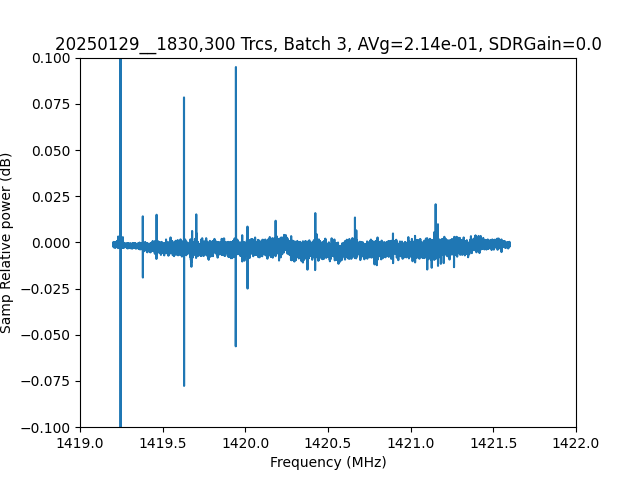 20250129__1830,300 Trcs, Batch 3, AVg=2.14e-01, SDRGain=0.0
Samp Relative power (dB)
0.100
0.075
0.050
0.025
0.000
−0.025
−0.050
−0.075
−0.100
1419.0 1419.5 1420.0 1420.5 1421.0 1421.5 1422.0
Frequency (MHz)